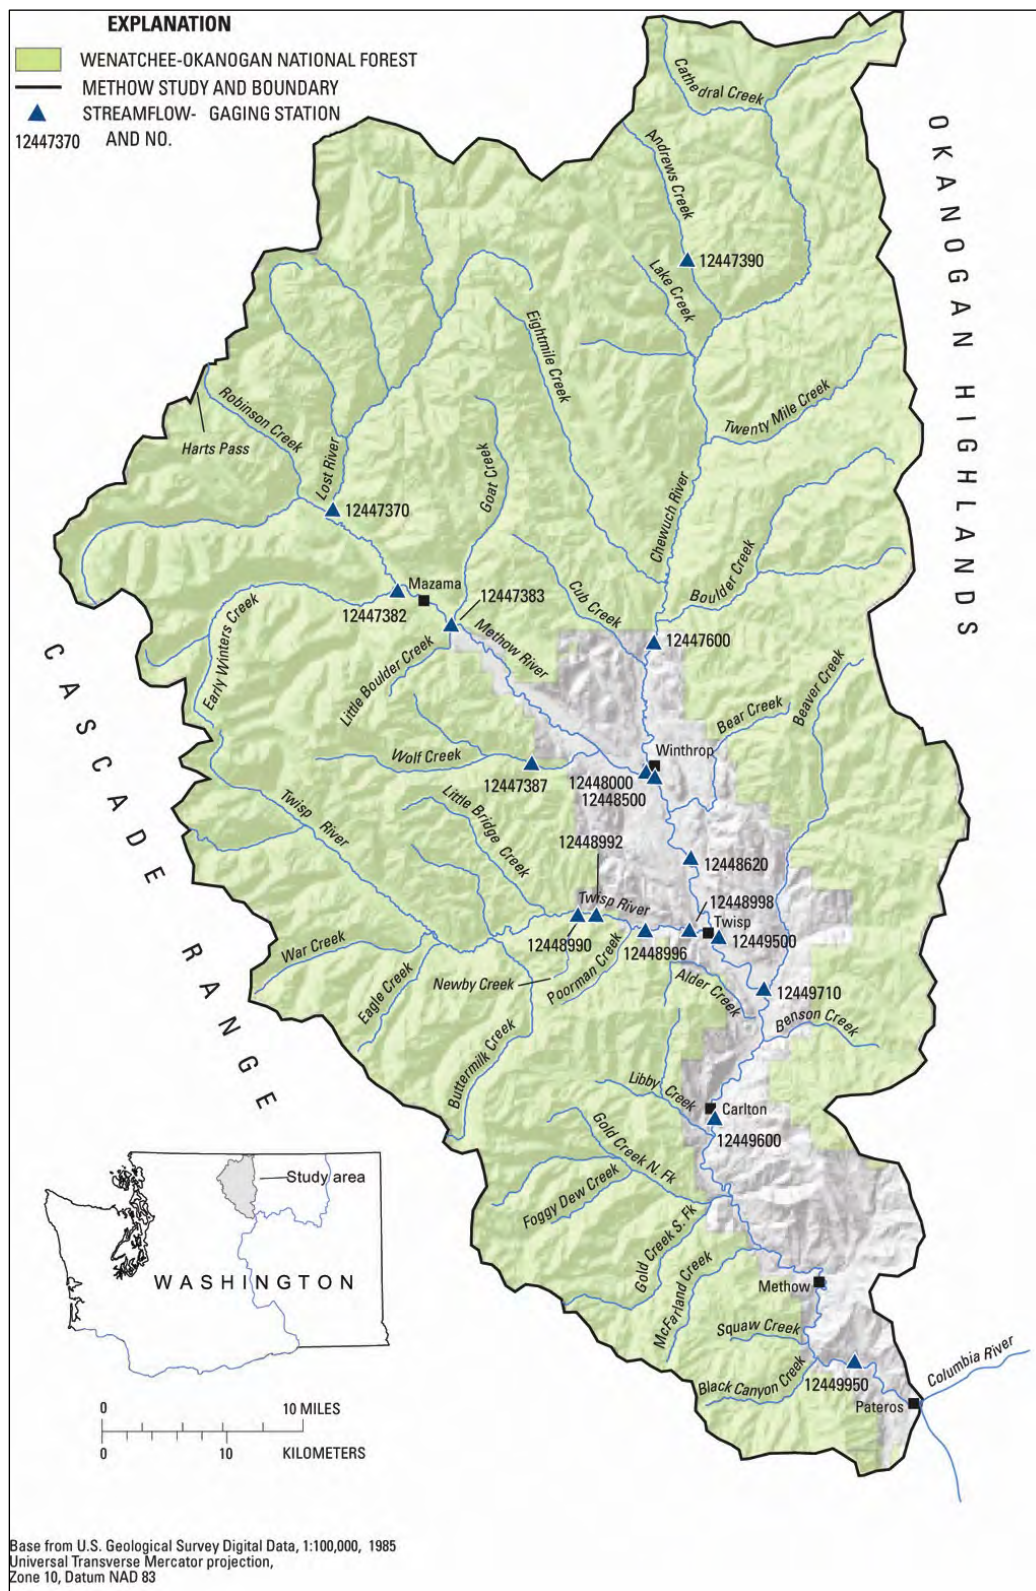 EXPLANATION
WENATCHEE-OKANOGAN NATIONAL FOREST
METHOW STUDY AND BOUNDARY
STREAMFLOW- GAGING STATION
12447370 AND NO.
OKANOGAN HIGHLANDS
CASCADE RANGE
Cathedral Creek
Andrews Creek
12447390
Lake Creek
Eightmile Creek
Twenty Mile Creek
Robinson Creek
Harts Pass
Lost River
Goat Creek
12447370
Chewuch River
Boulder Creek
Mazama
12447382
12447383
Cub Creek
12447600
Early Winters Creek
Methow River
Little Boulder Creek
Beaver Creek
Bear Creek
Wolf Creek
12447387
Winthrop
12448000
12448500
Twisp River
Little Bridge Creek
12448992
12448620
Twisp River
12448998
Twisp
12449500
12448990
12448996
War Creek
Eagle Creek
Newby Creek
Poorman Creek
Alder Creek
12449710
Benson Creek
Buttermilk Creek
Libby Creek
Carlton
12449600
Gold Creek N. Fk
Foggy Dew Creek
Gold Creek S. Fk
McFarland Creek
Methow
Squaw Creek
Black Canyon Creek
12449950
Columbia River
Pateros
Study area
WASHINGTON
0 10 MILES
0 10 KILOMETERS
Base from U.S. Geological Survey Digital Data, 1:100,000, 1985
Universal Transverse Mercator projection,
Zone 10, Datum NAD 83